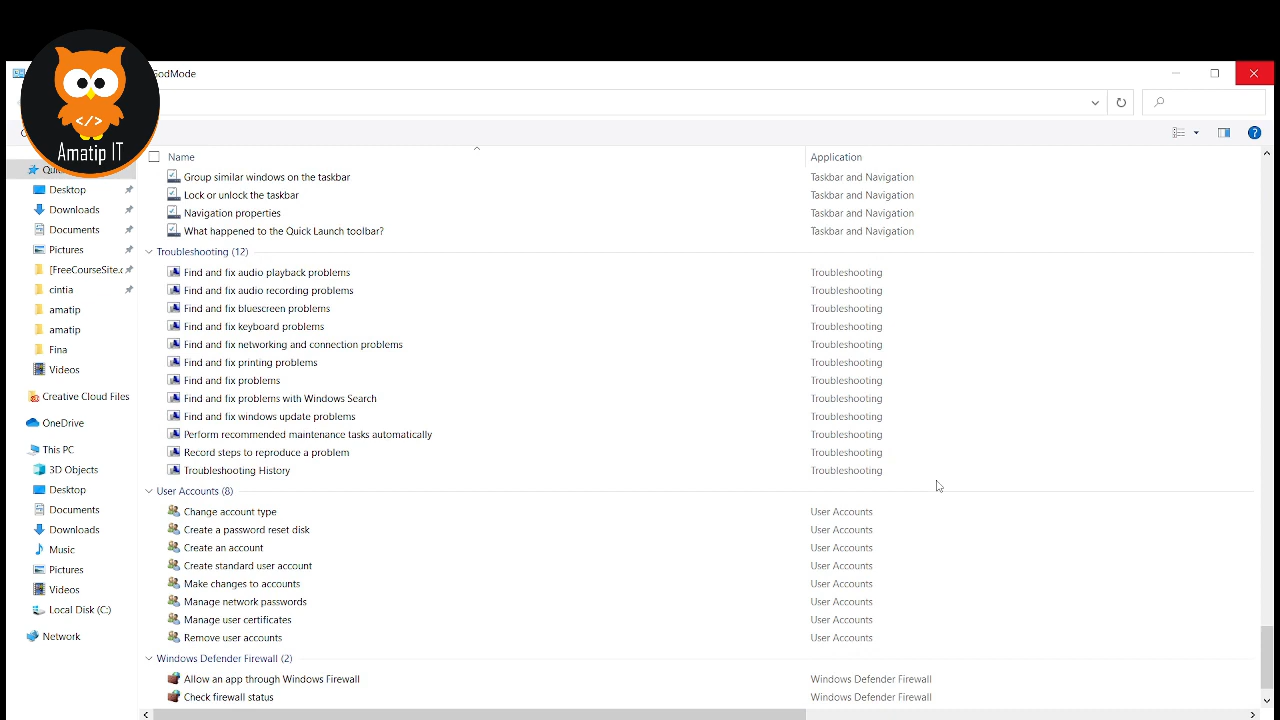 GodMode
</>
Amatip IT
Name
Application
Group similar windows on the taskbar
Taskbar and Navigation
Lock or unlock the taskbar
Taskbar and Navigation
Navigation properties
Taskbar and Navigation
What happened to the Quick Launch toolbar?
Taskbar and Navigation
Troubleshooting (12)
Find and fix audio playback problems
Troubleshooting
Find and fix audio recording problems
Troubleshooting
Find and fix bluescreen problems
Troubleshooting
Find and fix keyboard problems
Troubleshooting
Find and fix networking and connection problems
Troubleshooting
Find and fix printing problems
Troubleshooting
Find and fix problems
Troubleshooting
Find and fix problems with Windows Search
Troubleshooting
Find and fix windows update problems
Troubleshooting
Perform recommended maintenance tasks automatically
Troubleshooting
Record steps to reproduce a problem
Troubleshooting
Troubleshooting History
Troubleshooting
User Accounts (8)
Change account type
User Accounts
Create a password reset disk
User Accounts
Create an account
User Accounts
Create standard user account
User Accounts
Make changes to accounts
User Accounts
Manage network passwords
User Accounts
Manage user certificates
User Accounts
Remove user accounts
User Accounts
Windows Defender Firewall (2)
Allow an app through Windows Firewall
Windows Defender Firewall
Check firewall status
Windows Defender Firewall
Desktop
Downloads
Documents
Pictures
[FreeCourseSite.c
cintia
amatip
amatip
Fina
Videos
Creative Cloud Files
OneDrive
This PC
3D Objects
Desktop
Documents
Downloads
Music
Pictures
Videos
Local Disk (C:)
Network